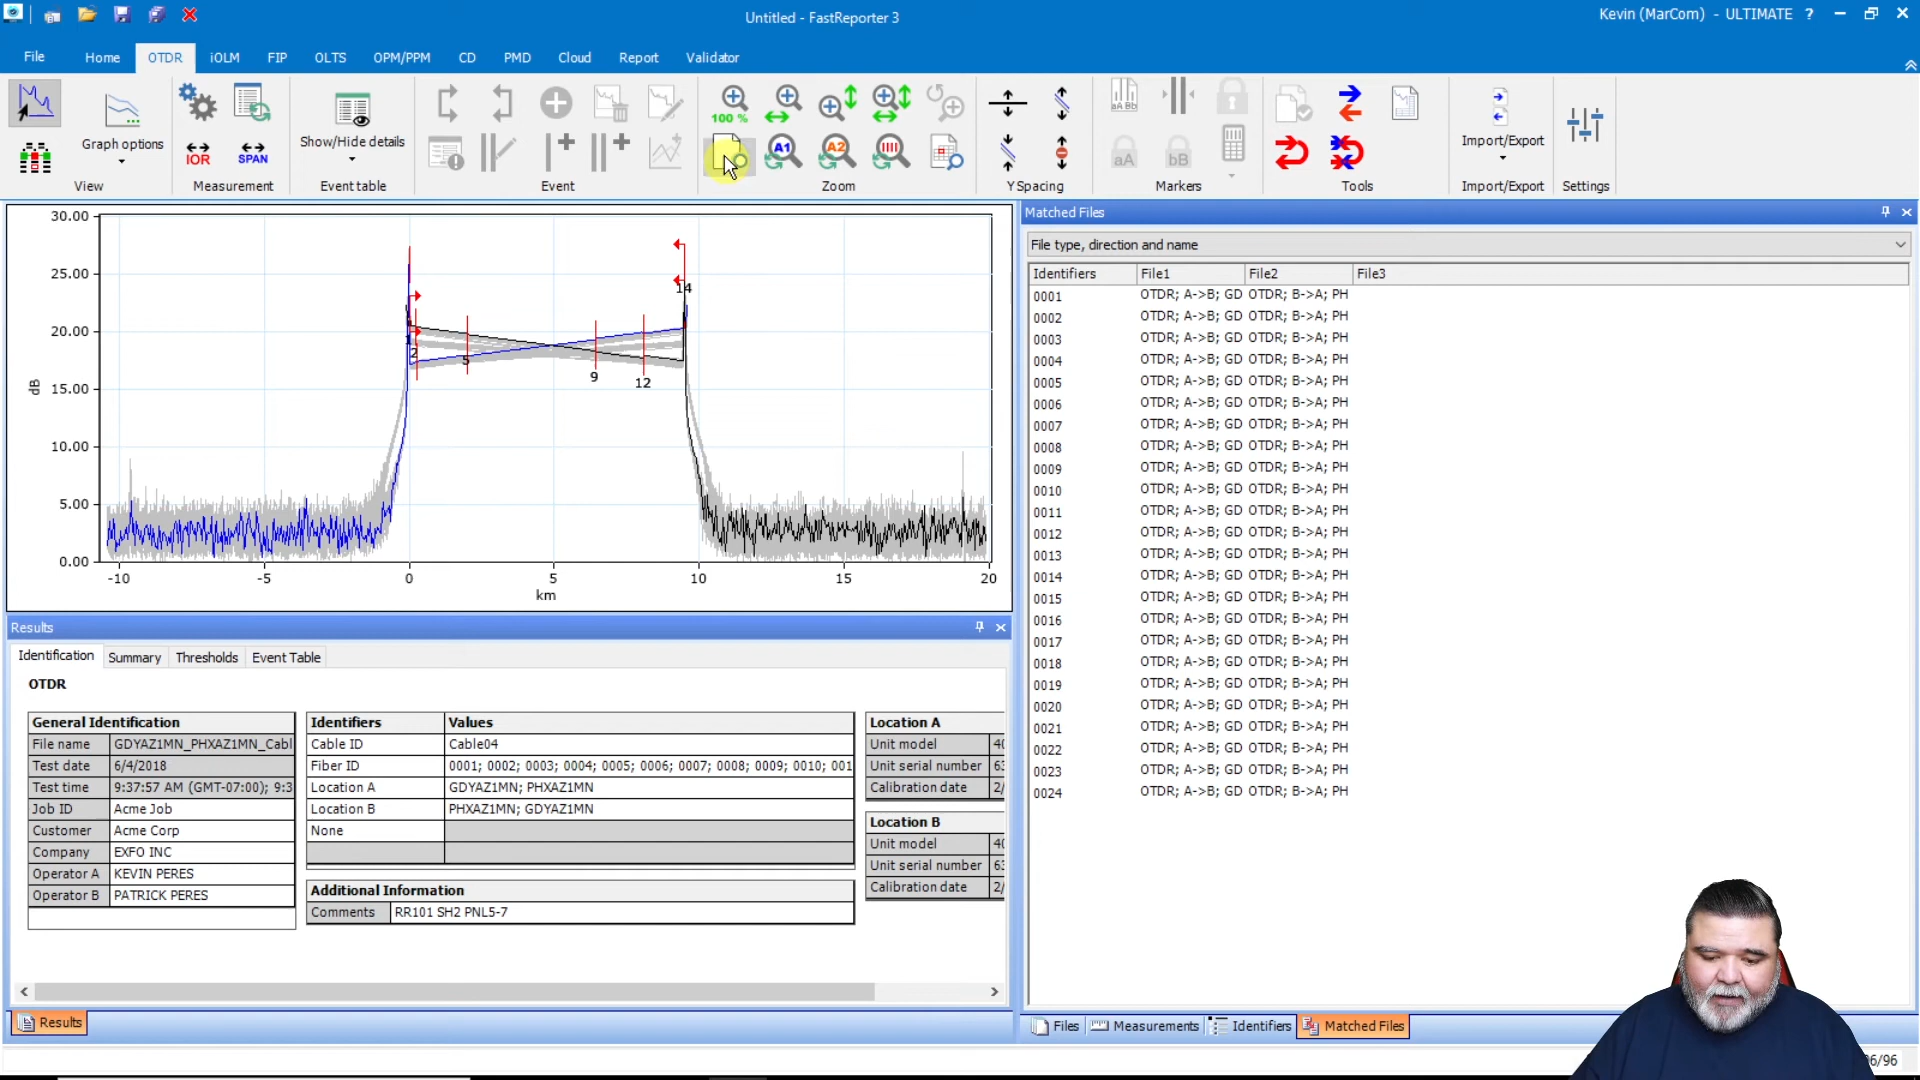 Untitled - FastReporter 3
Kevin (MarCom) - ULTIMATE ?
File Home OTDR iOLM FIP OLTS OPM/PPM CD PMD Cloud Report Validator
Graph options
View
IOR
SPAN
Measurement
Show/Hide details
Event table
Event
100 %
A1
A2
Zoom
Y Spacing
aA Bb
aA
bB
Markers
Tools
Import/Export
Import/Export
Settings
30.00
25.00
20.00
15.00
10.00
5.00
0.00
dB
2
5
9
12
14
-10 -5 0 5 10 15 20
km
Matched Files
File type, direction and name
Identifiers File1 File2 File3
0001 OTDR; A->B; GD OTDR; B->A; PH
0002 OTDR; A->B; GD OTDR; B->A; PH
0003 OTDR; A->B; GD OTDR; B->A; PH
0004 OTDR; A->B; GD OTDR; B->A; PH
0005 OTDR; A->B; GD OTDR; B->A; PH
0006 OTDR; A->B; GD OTDR; B->A; PH
0007 OTDR; A->B; GD OTDR; B->A; PH
0008 OTDR; A->B; GD OTDR; B->A; PH
0009 OTDR; A->B; GD OTDR; B->A; PH
0010 OTDR; A->B; GD OTDR; B->A; PH
0011 OTDR; A->B; GD OTDR; B->A; PH
0012 OTDR; A->B; GD OTDR; B->A; PH
0013 OTDR; A->B; GD OTDR; B->A; PH
0014 OTDR; A->B; GD OTDR; B->A; PH
0015 OTDR; A->B; GD OTDR; B->A; PH
0016 OTDR; A->B; GD OTDR; B->A; PH
0017 OTDR; A->B; GD OTDR; B->A; PH
0018 OTDR; A->B; GD OTDR; B->A; PH
0019 OTDR; A->B; GD OTDR; B->A; PH
0020 OTDR; A->B; GD OTDR; B->A; PH
0021 OTDR; A->B; GD OTDR; B->A; PH
0022 OTDR; A->B; GD OTDR; B->A; PH
0023 OTDR; A->B; GD OTDR; B->A; PH
0024 OTDR; A->B; GD OTDR; B->A; PH
Results
Identification Summary Thresholds Event Table
OTDR
General Identification
File name GDYAZ1MN_PHXAZ1MN_Cabl
Test date 6/4/2018
Test time 9:37:57 AM (GMT-07:00); 9:3
Job ID Acme Job
Customer Acme Corp
Company EXFO INC
Operator A KEVIN PERES
Operator B PATRICK PERES
Identifiers Values
Cable ID Cable04
Fiber ID 0001; 0002; 0003; 0004; 0005; 0006; 0007; 0008; 0009; 0010; 001
Location A GDYAZ1MN; PHXAZ1MN
Location B PHXAZ1MN; GDYAZ1MN
None
Additional Information
Comments RR101 SH2 PNL5-7
Location A
Unit model 40
Unit serial number 63
Calibration date 2/
Location B
Unit model 40
Unit serial number 63
Calibration date 2/
Results
Files Measurements Identifiers Matched Files
6/96